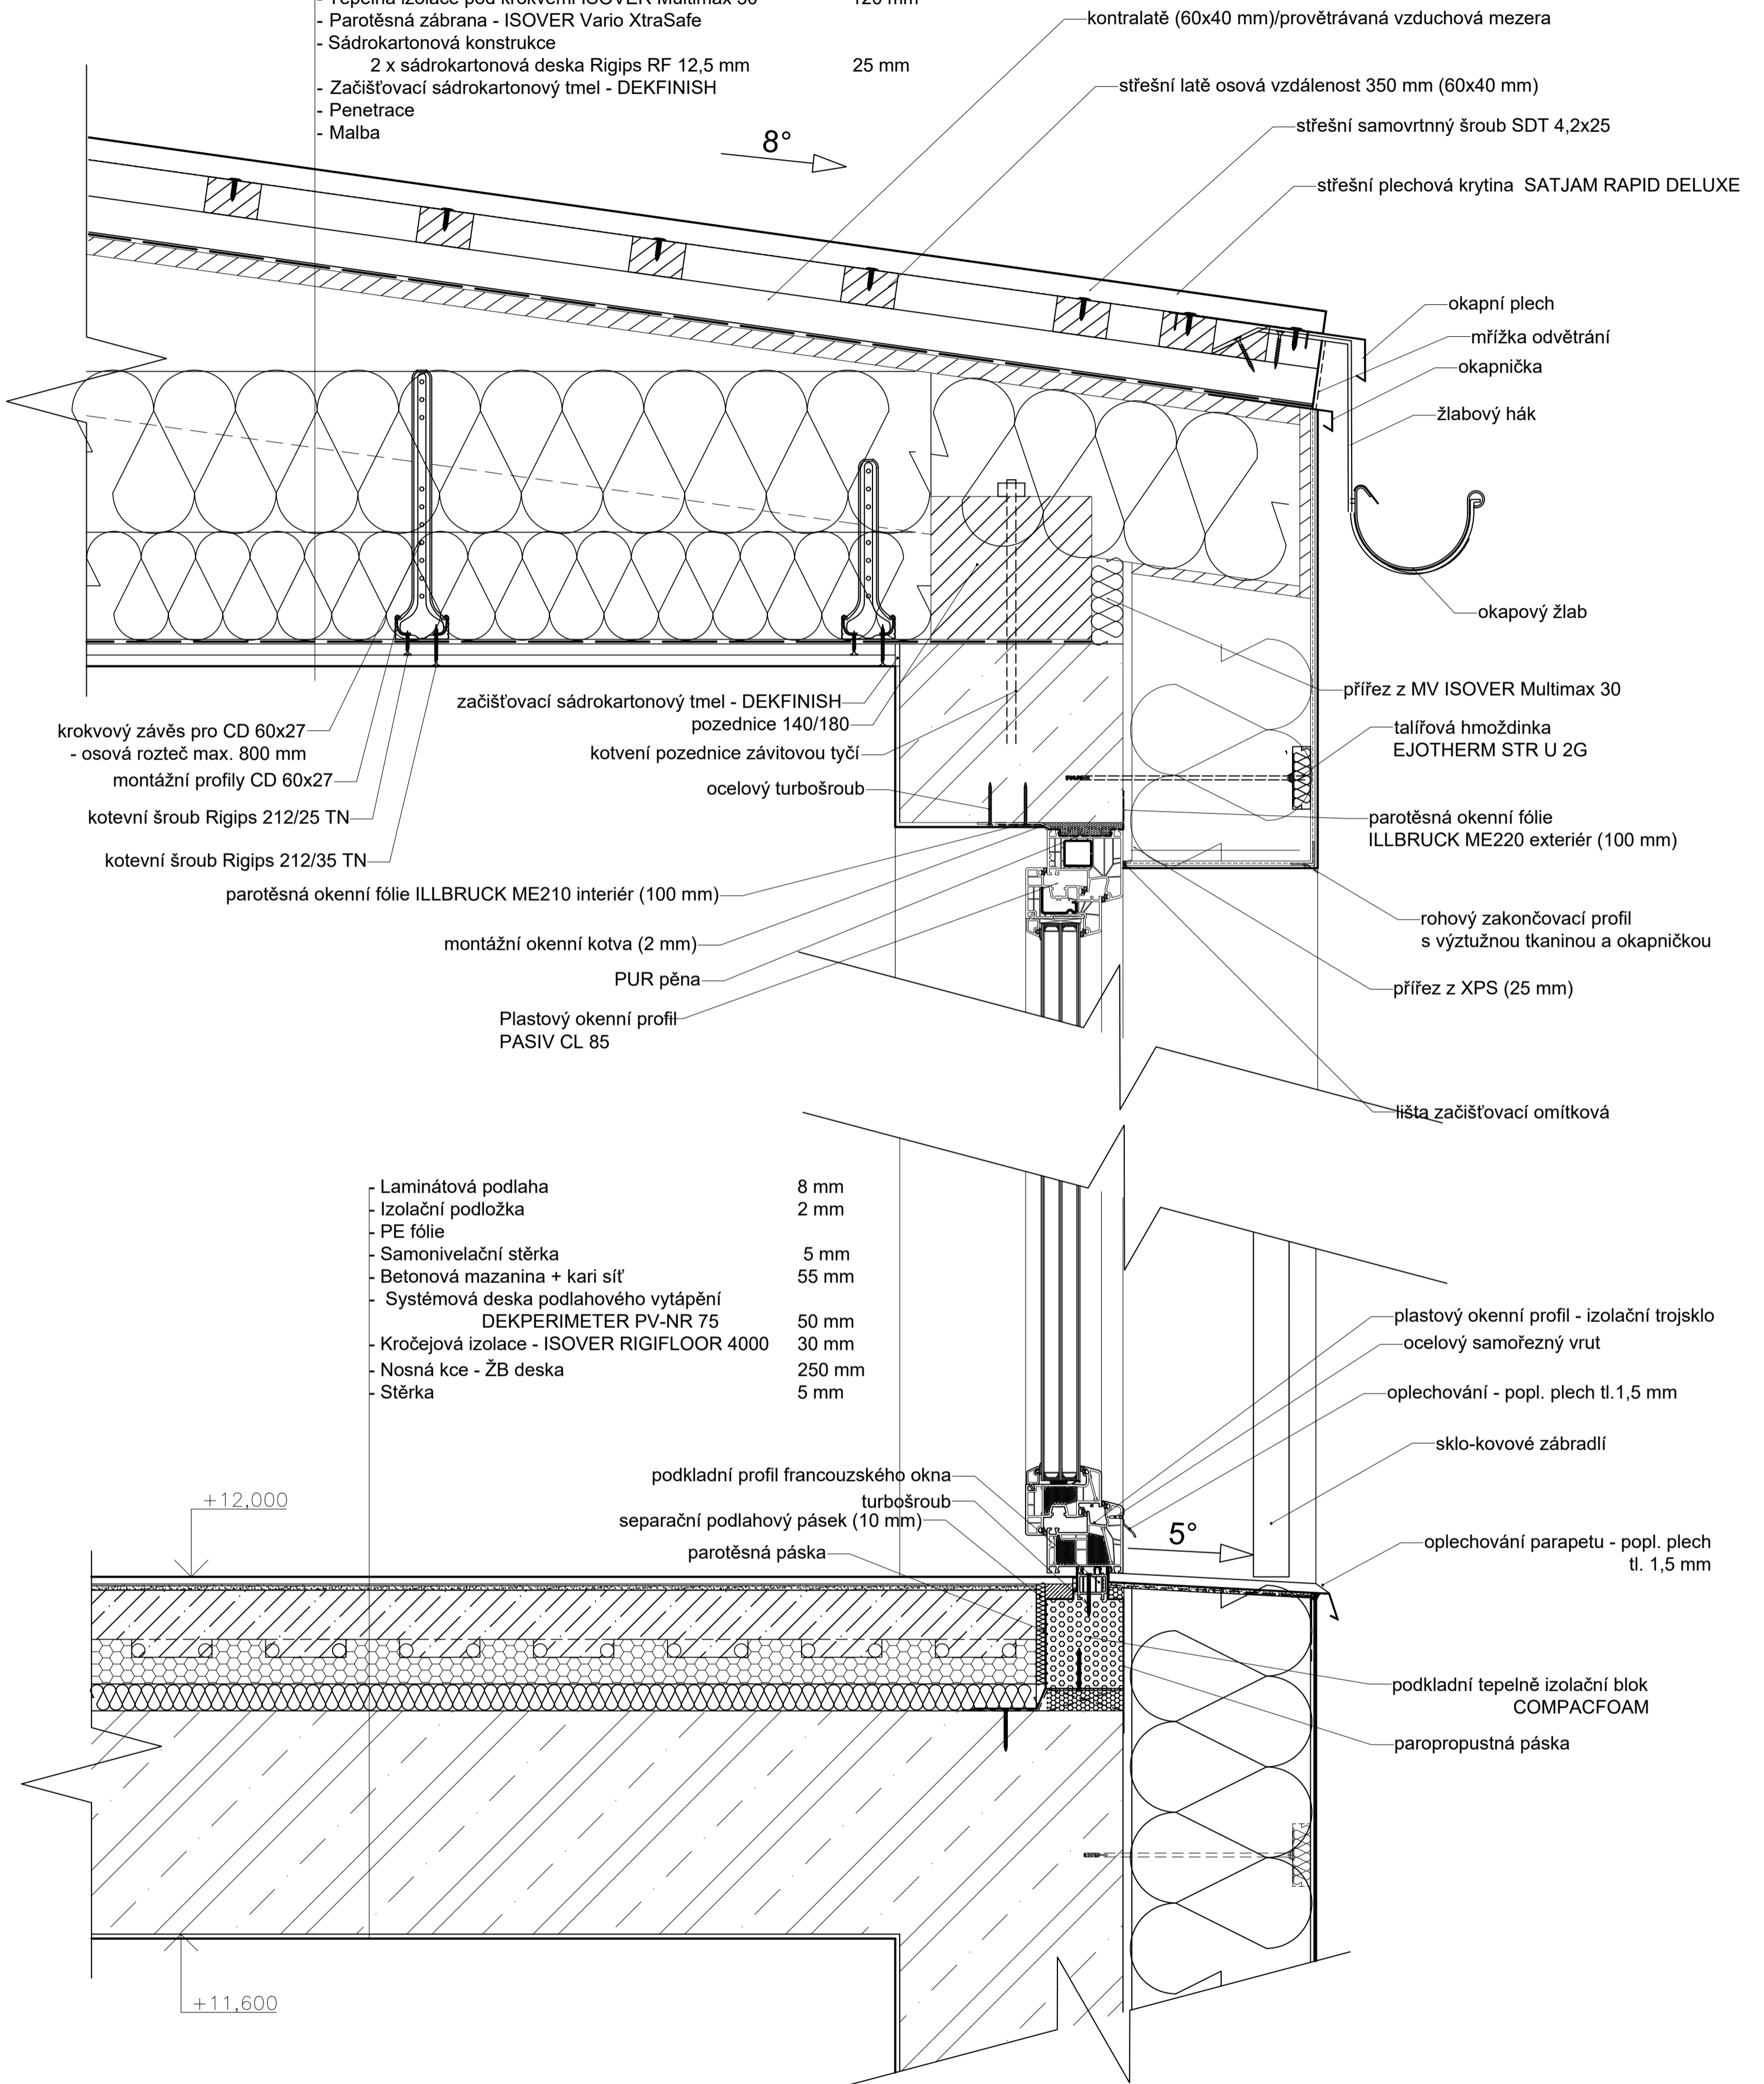 - Tepelná izolace pod krokvemi ISOVER Multimax 30 120 mm
- Parotěsná zábrana - ISOVER Vario XtraSafe
- Sádrokartonová konstrukce
2 x sádrokartonová deska Rigips RF 12,5 mm 25 mm
- Začišťovací sádrokartonový tmel - DEKFINISH
- Penetrace
- Malba
8°
kontralatě (60x40 mm)/provětrávaná vzduchová mezera
střešní latě osová vzdálenost 350 mm (60x40 mm)
střešní samovrtnný šroub SDT 4,2x25
střešní plechová krytina SATJAM RAPID DELUXE
okapní plech
mřížka odvětrání
okapnička
žlabový hák
okapový žlab
přířez z MV ISOVER Multimax 30
talířová hmoždinka
EJOTHERM STR U 2G
parotěsná okenní fólie
ILLBRUCK ME220 exteriér (100 mm)
rohový zakončovací profil
s výztužnou tkaninou a okapničkou
přířez z XPS (25 mm)
lišta začišťovací omítková
začišťovací sádrokartonový tmel - DEKFINISH
pozednice 140/180
kotvení pozednice závitovou tyčí
ocelový turbošroub
krokvový závěs pro CD 60x27
- osová rozteč max. 800 mm
montážní profily CD 60x27
kotevní šroub Rigips 212/25 TN
kotevní šroub Rigips 212/35 TN
parotěsná okenní fólie ILLBRUCK ME210 interiér (100 mm)
montážní okenní kotva (2 mm)
PUR pěna
Plastový okenní profil
PASIV CL 85
- Laminátová podlaha 8 mm
- Izolační podložka 2 mm
- PE fólie
- Samonivelační stěrka 5 mm
- Betonová mazanina + kari síť 55 mm
- Systémová deska podlahového vytápění
DEKPERIMETER PV-NR 75 50 mm
- Kročejová izolace - ISOVER RIGIFLOOR 4000 30 mm
- Nosná kce - ŽB deska 250 mm
- Stěrka 5 mm
plastový okenní profil - izolační trojsklo
ocelový samořezný vrut
oplechování - popl. plech tl.1,5 mm
sklo-kovové zábradlí
podkladní profil francouzského okna
turbošroub
separační podlahový pásek (10 mm)
parotěsná páska
+12,000
5°
oplechování parapetu - popl. plech
tl. 1,5 mm
podkladní tepelně izolační blok
COMPACFOAM
paropropustná páska
+11,600